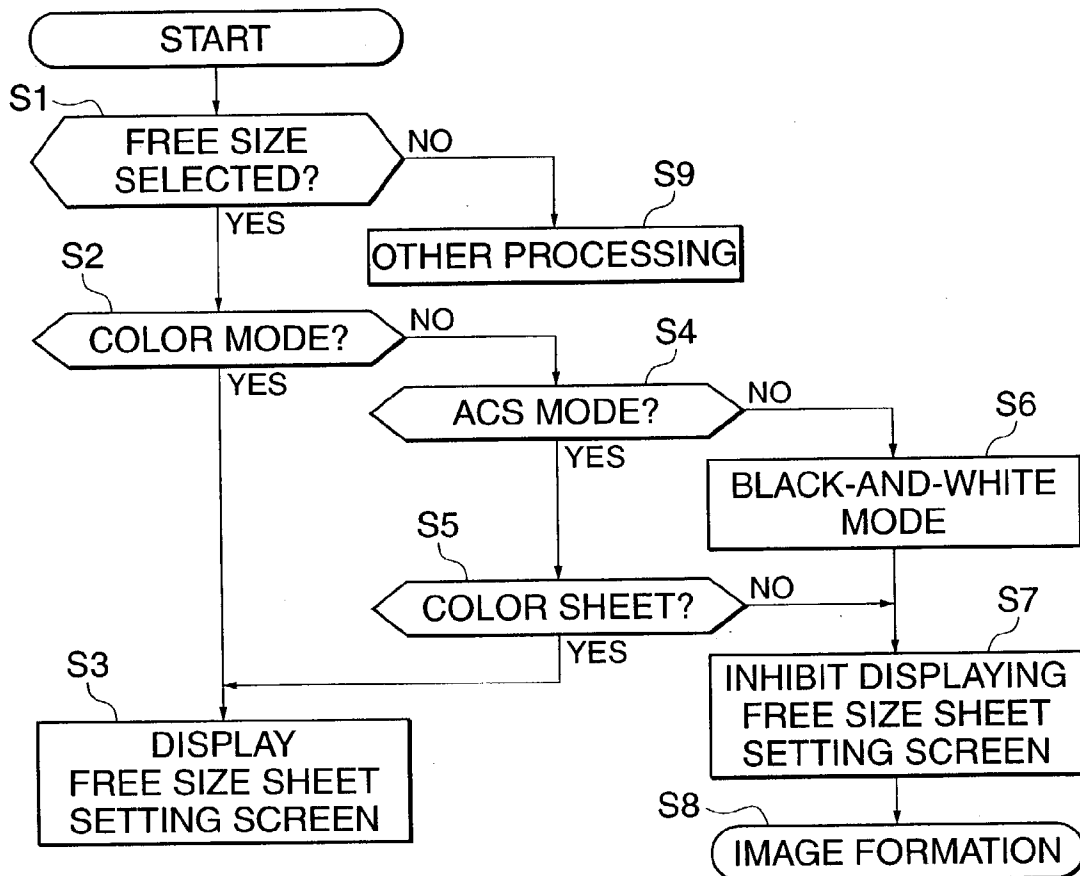 START
S1
FREE SIZE
SELECTED?
NO
YES
S9
OTHER PROCESSING
S2
COLOR MODE?
NO
YES
S4
ACS MODE?
NO
YES
S6
BLACK-AND-WHITE
MODE
S5
COLOR SHEET?
NO
YES
S7
INHIBIT DISPLAYING
FREE SIZE SHEET
SETTING SCREEN
S3
DISPLAY
FREE SIZE SHEET
SETTING SCREEN
S8
IMAGE FORMATION